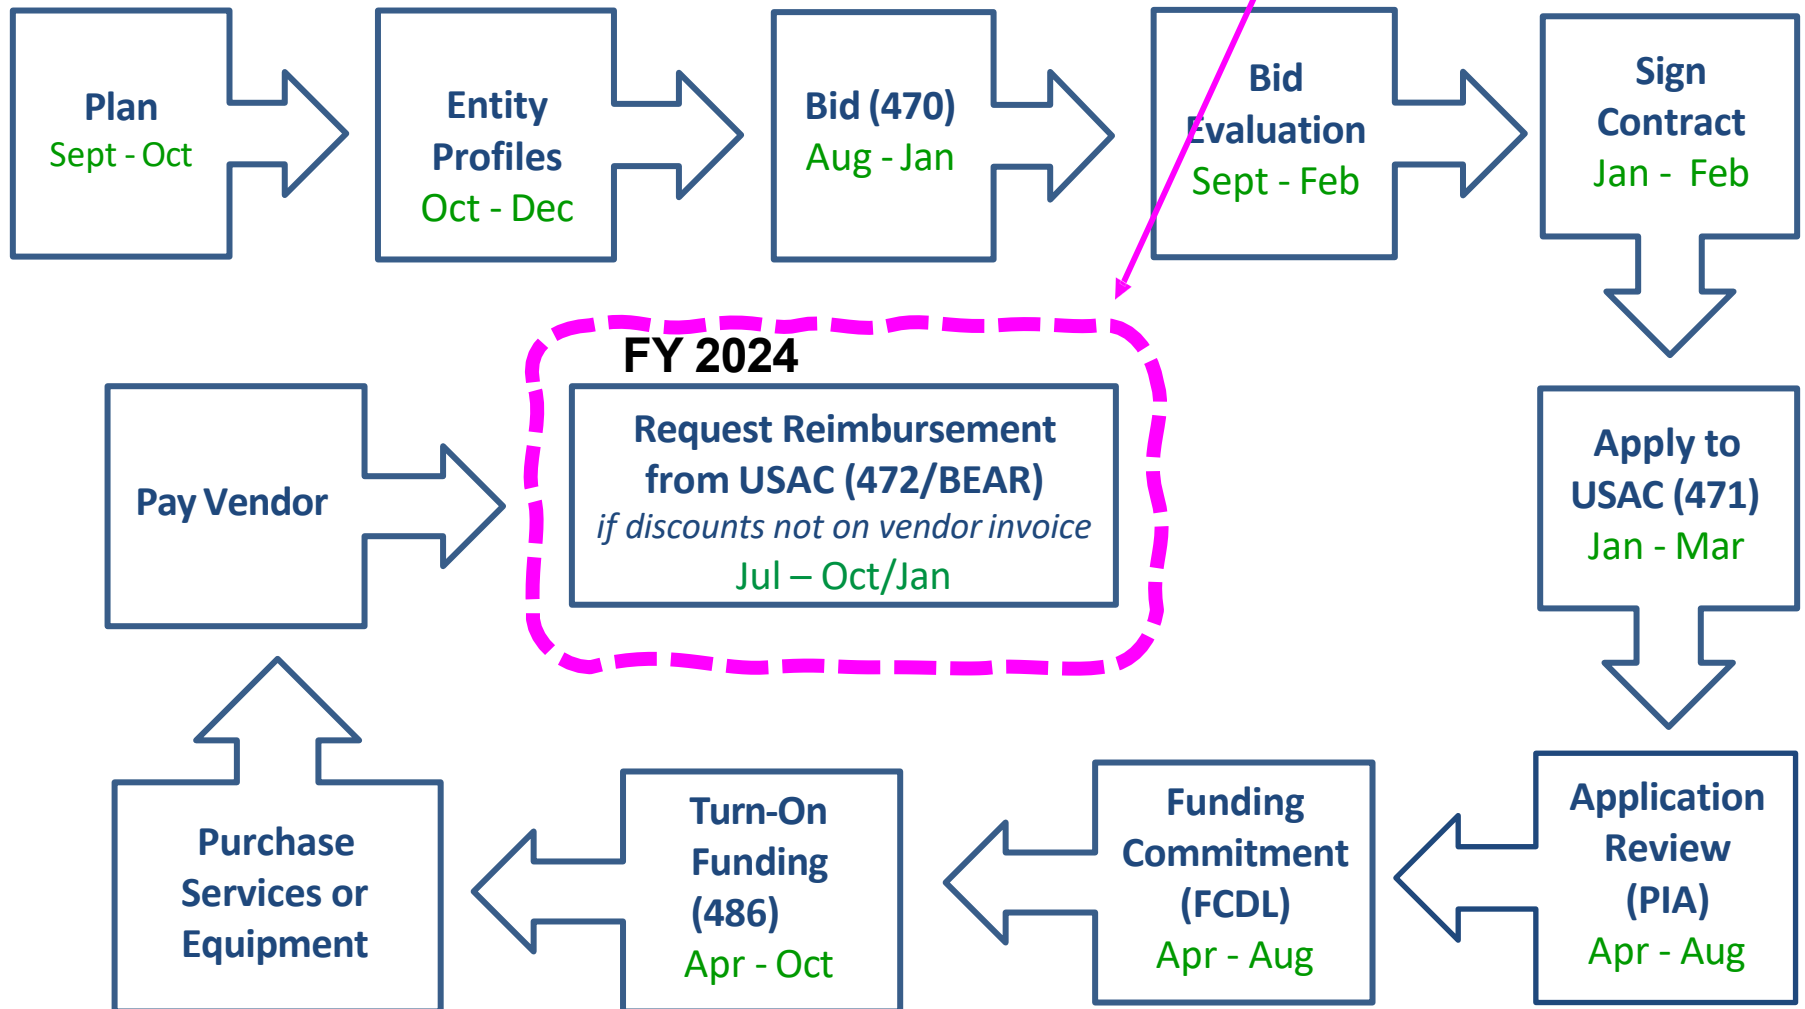 Plan
Sept - Oct
Entity
Profiles
Oct - Dec
Bid (470)
Aug - Jan
Bid
Evaluation
Sept - Feb
Sign
Contract
Jan - Feb
Apply to
USAC (471)
Jan - Mar
Application
Review
(PIA)
Apr - Aug
Funding
Commitment
(FCDL)
Apr - Aug
Turn-On
Funding
(486)
Apr - Oct
Purchase
Services or
Equipment
Pay Vendor
FY 2024
Request Reimbursement
from USAC (472/BEAR)
if discounts not on vendor invoice
Jul – Oct/Jan